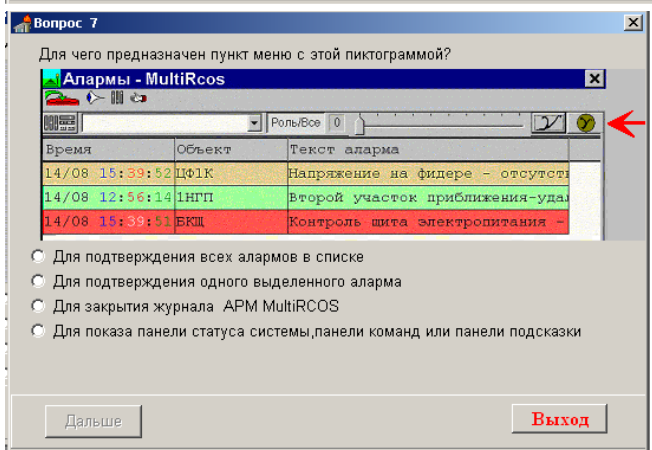 Вопрос 7
Для чего предназначен пункт меню с этой пиктограммой?
Алармы - MultiRcos
Роль/Все 0
Время Объект Текст аларма
14/08 15:39:52 ЦФ1К Напряжение на фидере - отсутст
14/08 12:56:14 1НГП Второй участок приближения-уда
14/08 15:39:51 БКЩ Контроль щита электропитания -
Для подтверждения всех алармов в списке
Для подтверждения одного выделенного аларма
Для закрытия журнала АРМ MultiRCOS
Для показа панели статуса системы,панели команд или панели подсказки
Дальше Выход